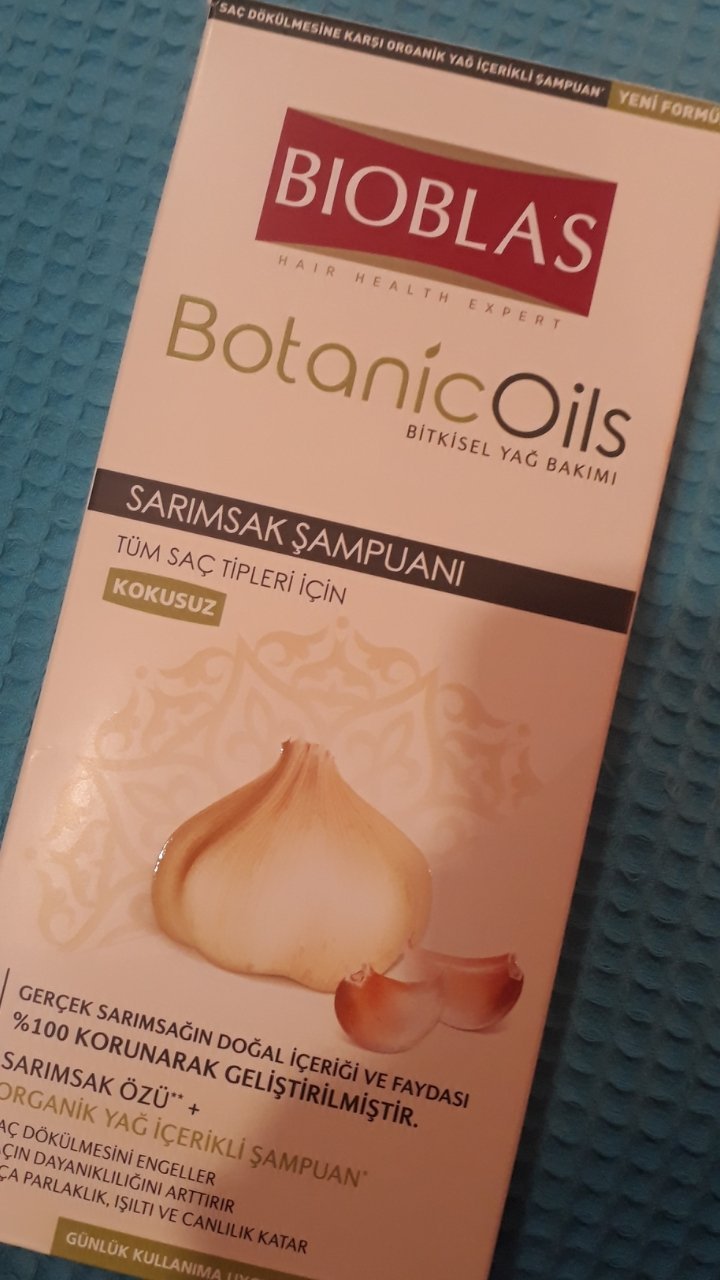 SAÇ DÖKÜLMESİNE KARŞI ORGANİK YAĞ İÇERİKLİ ŞAMPUAN* YENİ FORMÜ
BIOBLAS
HAIR HEALTH EXPERT
BotanicOils
BİTKİSEL YAĞ BAKIMI
SARIMSAK ŞAMPUANI
TÜM SAÇ TİPLERİ İÇİN
KOKUSUZ
GERÇEK SARIMSAĞIN DOĞAL İÇERİĞİ VE FAYDASI
%100 KORUNARAK GELİŞTİRİLMİŞTİR.
SARIMSAK ÖZÜ** +
ORGANİK YAĞ İÇERİKLİ ŞAMPUAN*
AÇ DÖKÜLMESİNİ ENGELLER
ÇIN DAYANIKLILIĞINI ARTTIRIR
ÇA PARLAKLIK, IŞILTI VE CANLILIK KATAR
GÜNLÜK KULLANIMA